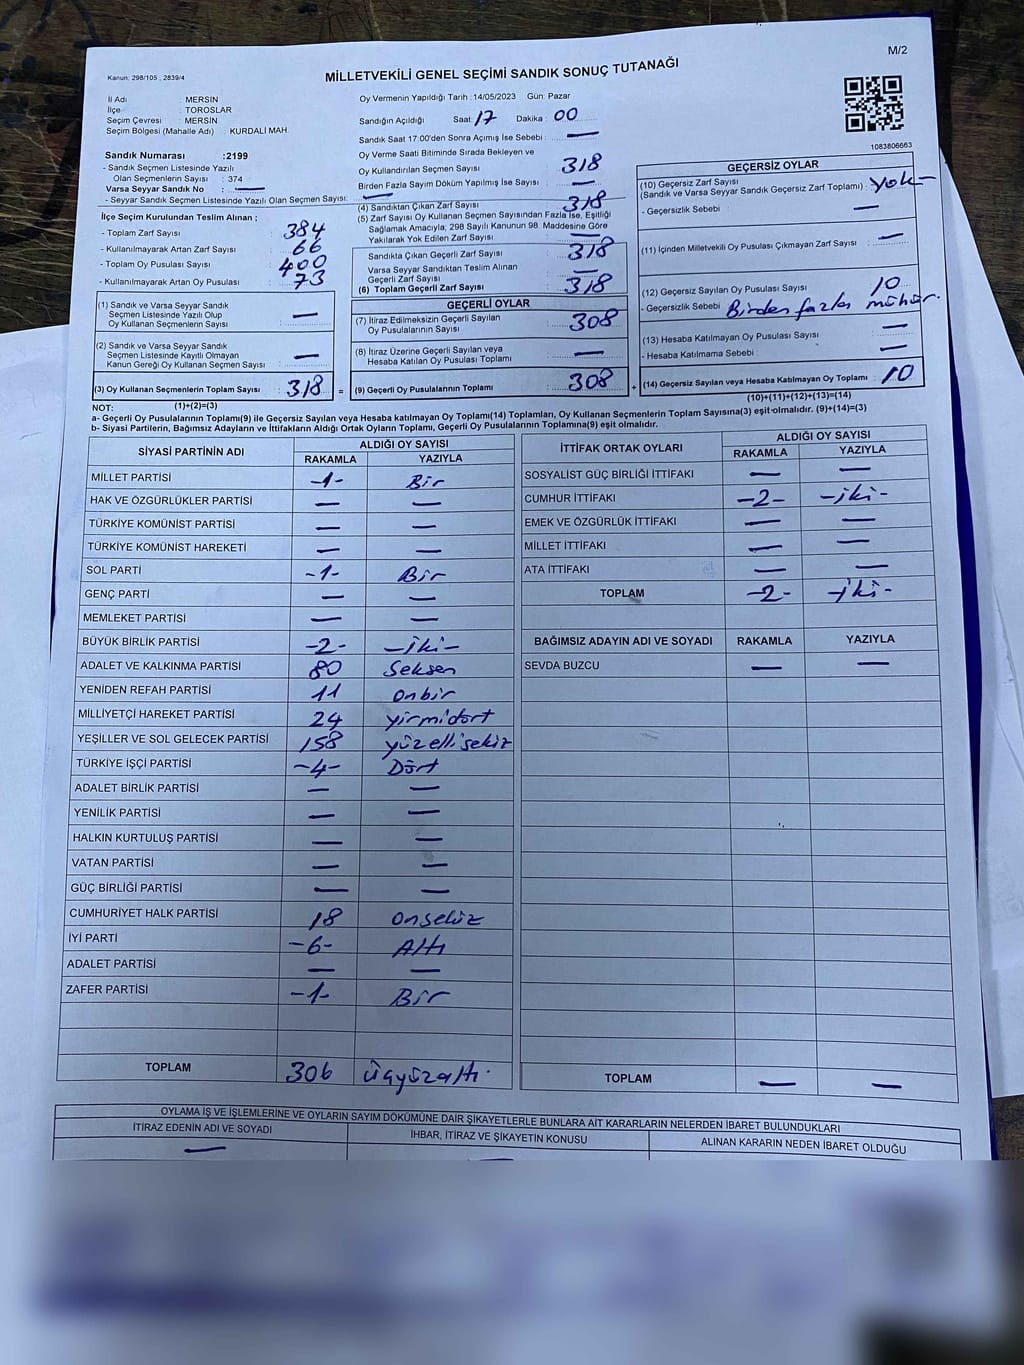 M/2
Kanun: 298/105 , 2839/4
MİLLETVEKİLİ GENEL SEÇİMİ SANDIK SONUÇ TUTANAĞI
İl Adı : MERSİN
İlçe : TOROSLAR
Seçim Çevresi : MERSİN
Seçim Bölgesi (Mahalle Adı) : KURDALİ MAH.
Sandık Numarası :2199
- Sandık Seçmen Listesinde Yazılı
Olan Seçmenlerin Sayısı : 374
Varsa Seyyar Sandık No : —
- Seyyar Sandık Seçmen Listesinde Yazılı Olan Seçmen Sayısı: —
İlçe Seçim Kurulundan Teslim Alınan ;
- Toplam Zarf Sayısı : 384
- Kullanılmayarak Artan Zarf Sayısı : 66
- Toplam Oy Pusulası Sayısı : 400
- Kullanılmayarak Artan Oy Pusulası : 73
(1) Sandık ve Varsa Seyyar Sandık
Seçmen Listesinde Yazılı Olup
Oy Kullanan Seçmenlerin Sayısı : —
(2) Sandık ve Varsa Seyyar Sandık
Seçmen Listesinde Kayıtlı Olmayan
Kanun Gereği Oy Kullanan Seçmen Sayısı : —
(3) Oy Kullanan Seçmenlerin Toplam Sayısı : 318 =
(1)+(2)=(3)
Oy Vermenin Yapıldığı Tarih :14/05/2023 Gün: Pazar
Sandığın Açıldığı Saat: 17 Dakika : 00
Sandık Saat 17:00'den Sonra Açılmış İse Sebebi : —
Oy Verme Saati Bitiminde Sırada Bekleyen ve
Oy Kullandırılan Seçmen Sayısı : 318
Birden Fazla Sayım Döküm Yapılmış İse Sayısı : —
(4) Sandıktan Çıkan Zarf Sayısı : 318
(5) Zarf Sayısı Oy Kullanan Seçmen Sayısından Fazla İse, Eşitliği
Sağlamak Amacıyla, 298 Sayılı Kanunun 98. Maddesine Göre
Yakılarak Yok Edilen Zarf Sayısı : —
Sandıkta Çıkan Geçerli Zarf Sayısı : 318
Varsa Seyyar Sandıktan Teslim Alınan
Geçerli Zarf Sayısı : —
(6) Toplam Geçerli Zarf Sayısı : 318
GEÇERLİ OYLAR
(7) İtiraz Edilmeksizin Geçerli Sayılan
Oy Pusulalarının Sayısı : 308
(8) İtiraz Üzerine Geçerli Sayılan veya
Hesaba Katılan Oy Pusulası Toplamı : —
(9) Geçerli Oy Pusulalarının Toplamı : 308 +
1083806663
GEÇERSİZ OYLAR
(10) Geçersiz Zarf Sayısı
(Sandık ve Varsa Seyyar Sandık Geçersiz Zarf Toplamı) : Yok —
- Geçersizlik Sebebi : —
(11) İçinden Milletvekili Oy Pusulası Çıkmayan Zarf Sayısı : —
(12) Geçersiz Sayılan Oy Pusulası Sayısı : 10
- Geçersizlik Sebebi : Birden fazla mühür.
(13) Hesaba Katılmayan Oy Pusulası Sayısı : —
- Hesaba Katılmama Sebebi : —
(14) Geçersiz Sayılan veya Hesaba Katılmayan Oy Toplamı : 10
(10)+(11)+(12)+(13)=(14)
NOT:
a- Geçerli Oy Pusulalarının Toplamı(9) ile Geçersiz Sayılan veya Hesaba katılmayan Oy Toplamı(14) Toplamları, Oy Kullanan Seçmenlerin Toplam Sayısına(3) eşit olmalıdır. (9)+(14)=(3)
b- Siyasi Partilerin, Bağımsız Adayların ve İttifakların Aldığı Ortak Oyların Toplamı, Geçerli Oy Pusulalarının Toplamına(9) eşit olmalıdır.
SİYASİ PARTİNİN ADI ALDIĞI OY SAYISI
RAKAMLA YAZIYLA
MİLLET PARTİSİ -1- Bir
HAK VE ÖZGÜRLÜKLER PARTİSİ — —
TÜRKİYE KOMÜNİST PARTİSİ — —
TÜRKİYE KOMÜNİST HAREKETİ — —
SOL PARTİ -1- Bir
GENÇ PARTİ — —
MEMLEKET PARTİSİ — —
BÜYÜK BİRLİK PARTİSİ -2- -iki-
ADALET VE KALKINMA PARTİSİ 80 Seksen
YENİDEN REFAH PARTİSİ 11 onbir
MİLLİYETÇİ HAREKET PARTİSİ 24 yirmidört
YEŞİLLER VE SOL GELECEK PARTİSİ 158 yüzellisekiz
TÜRKİYE İŞÇİ PARTİSİ -4- Dört
ADALET BİRLİK PARTİSİ — —
YENİLİK PARTİSİ — —
HALKIN KURTULUŞ PARTİSİ — —
VATAN PARTİSİ — —
GÜÇ BİRLİĞİ PARTİSİ — —
CUMHURİYET HALK PARTİSİ 18 onsekiz
İYİ PARTİ -6- Altı
ADALET PARTİSİ — —
ZAFER PARTİSİ -1- Bir
TOPLAM 306 üçyüzaltı.
İTTİFAK ORTAK OYLARI ALDIĞI OY SAYISI
RAKAMLA YAZIYLA
SOSYALİST GÜÇ BİRLİĞİ İTTİFAKI — —
CUMHUR İTTİFAKI -2- -iki-
EMEK VE ÖZGÜRLÜK İTTİFAKI — —
MİLLET İTTİFAKI — —
ATA İTTİFAKI — —
TOPLAM -2- -iki-
BAĞIMSIZ ADAYIN ADI VE SOYADI RAKAMLA YAZIYLA
SEVDA BUZCU — —
TOPLAM — —
OYLAMA İŞ VE İŞLEMLERİNE VE OYLARIN SAYIM DÖKÜMÜNE DAİR ŞİKAYETLERLE BUNLARA AİT KARARLARIN NELERDEN İBARET BULUNDUKLARI
İTİRAZ EDENİN ADI VE SOYADI İHBAR, İTİRAZ VE ŞİKAYETİN KONUSU ALINAN KARARIN NEDEN İBARET OLDUĞU
—